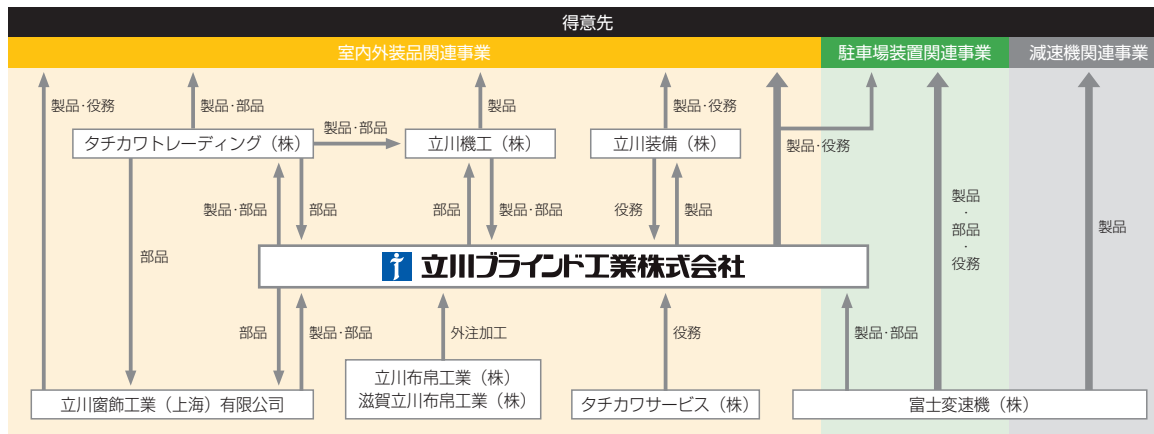 得意先
室内外装品関連事業
駐車場装置関連事業
減速機関連事業
製品・役務
製品・部品
製品
製品・役務
タチカワトレーディング（株）
製品・部品
立川機工（株）
立川装備（株）
製品・役務
製品・部品
部品
部品
製品・部品
役務
製品
製品・部品・役務
製品
部品
立川ブラインド工業株式会社
部品
製品・部品
外注加工
役務
製品・部品
立川窗飾工業（上海）有限公司
立川布帛工業（株）
滋賀立川布帛工業（株）
タチカワサービス（株）
富士変速機（株）